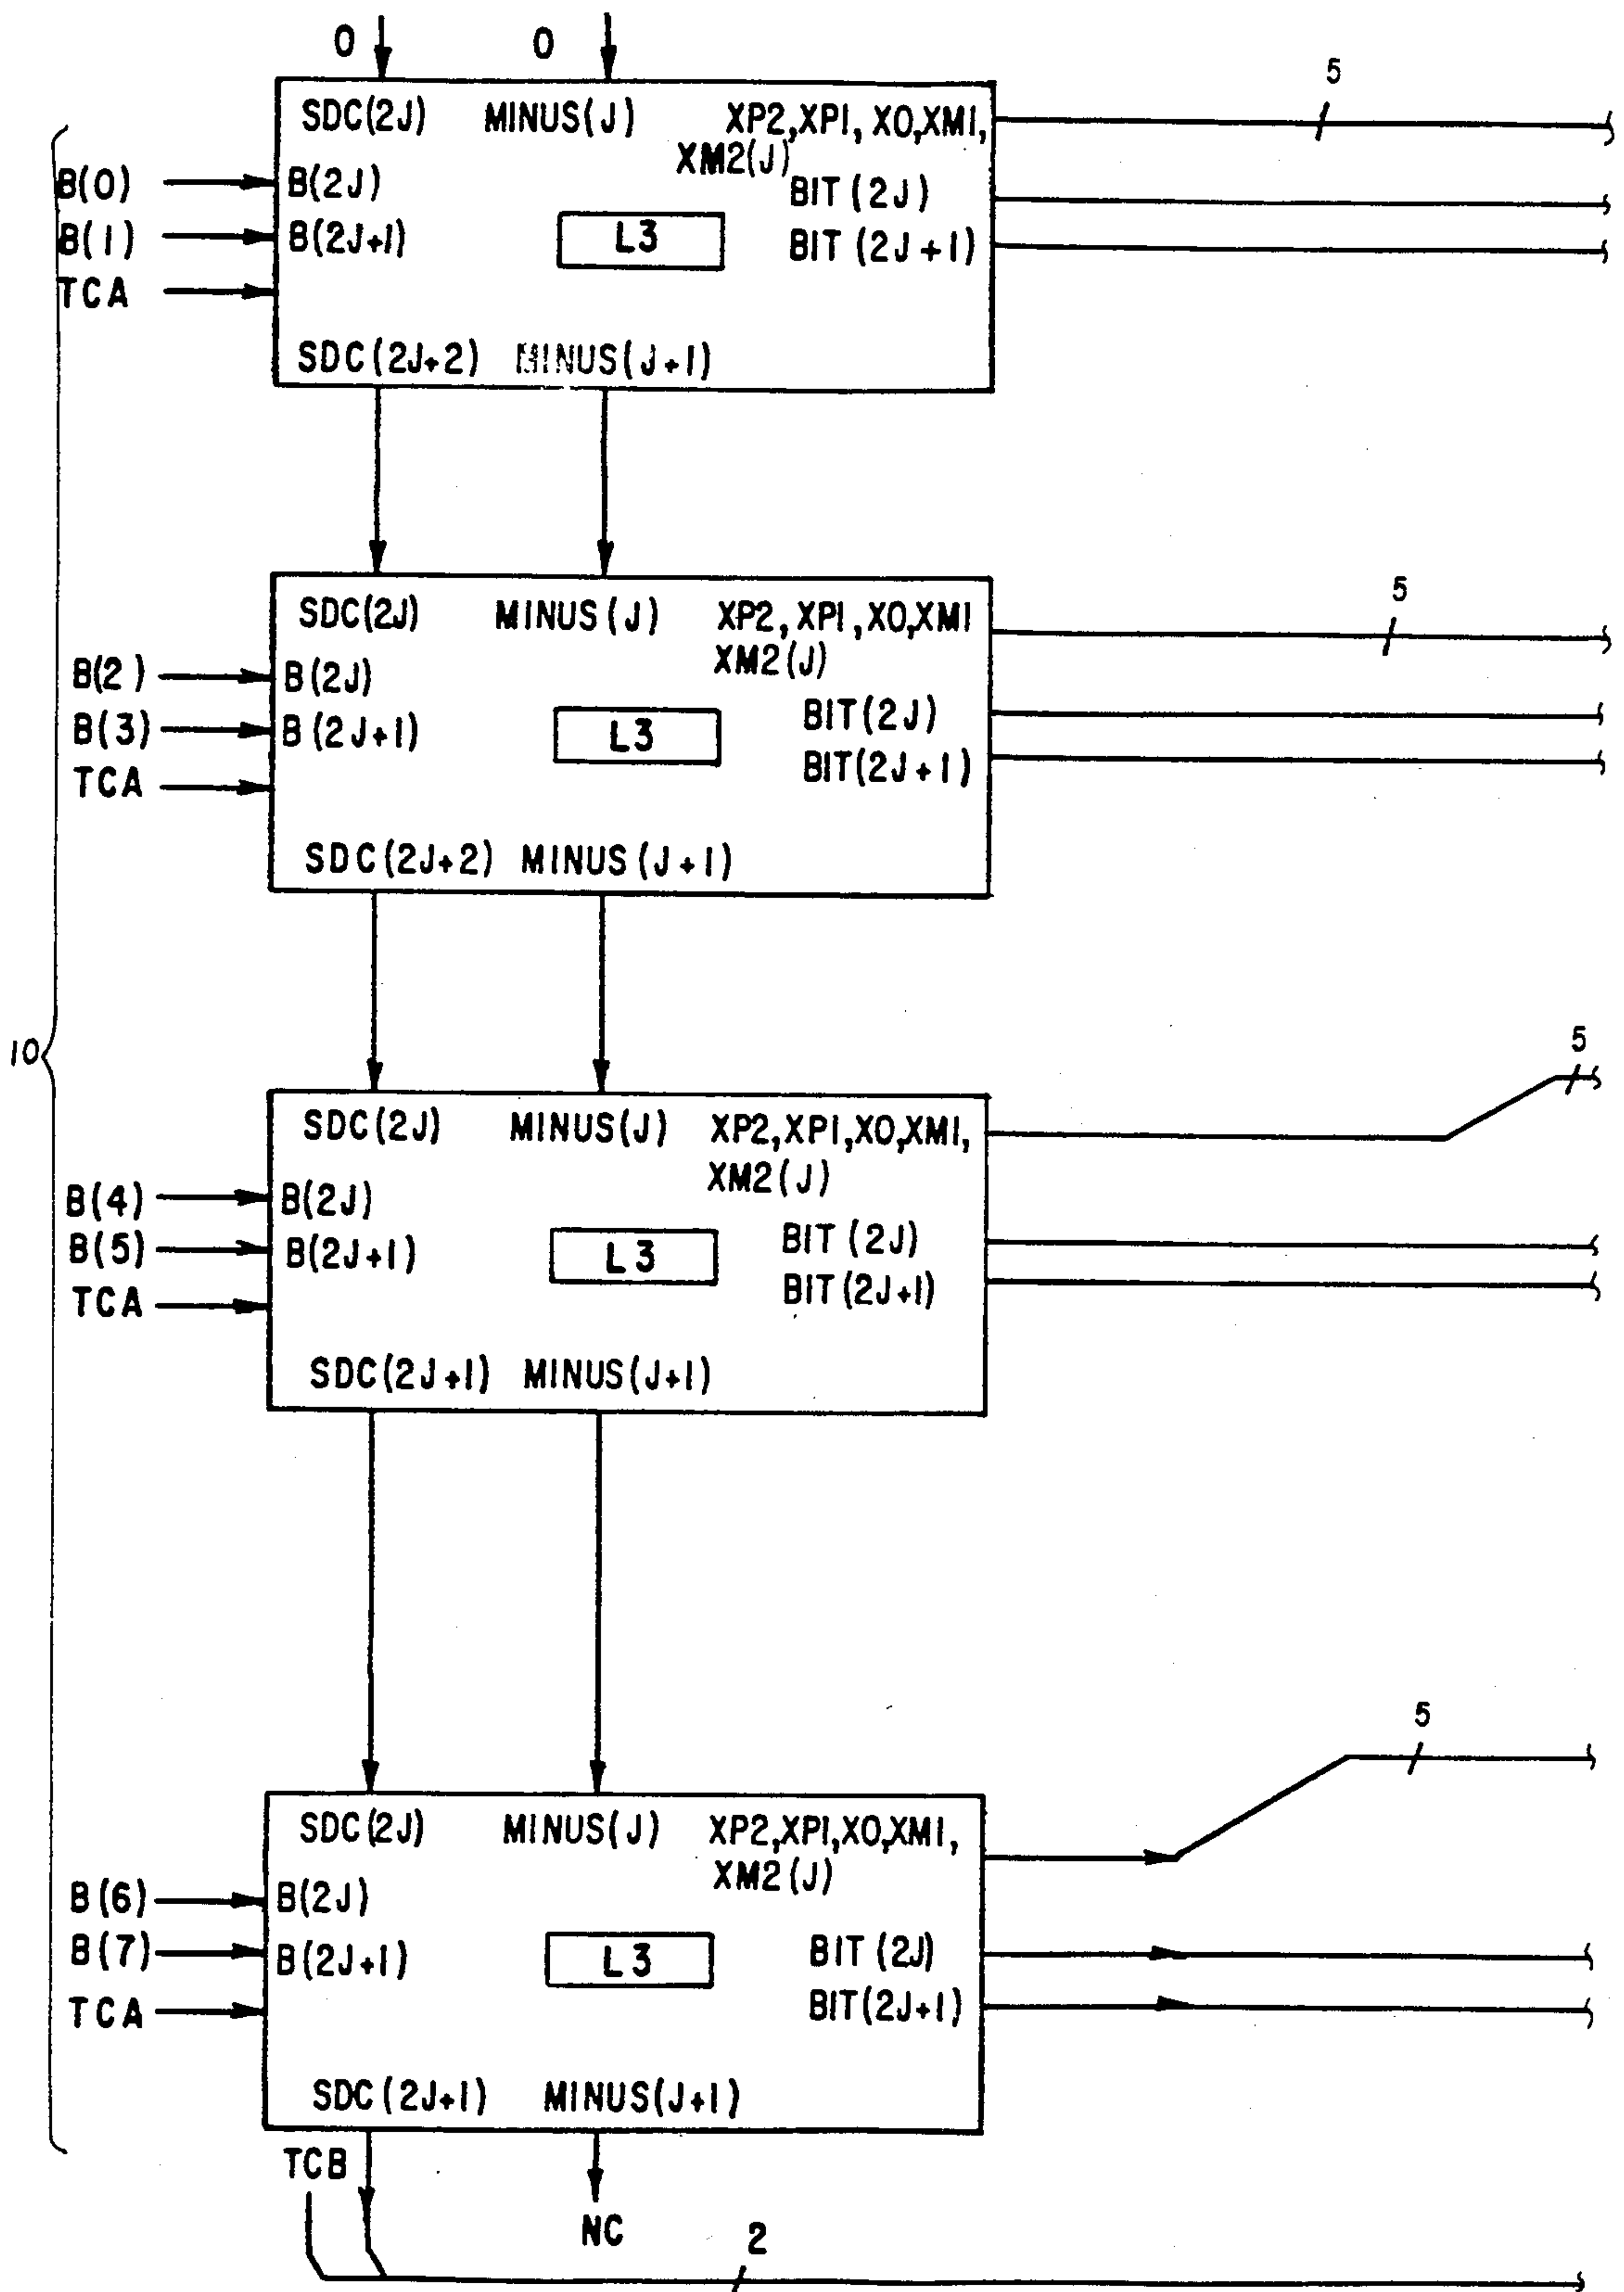 0 0
5
SDC(2J) MINUS(J) XP2,XP1, X0,XM1,
XM2(J)
B(0) B(2J) BIT(2J)
B(1) B(2J+1) L3 BIT(2J+1)
TCA
SDC(2J+2) MINUS(J+1)
5
SDC(2J) MINUS(J) XP2,XP1,X0,XM1
XM2(J)
B(2) B(2J) BIT(2J)
B(3) B(2J+1) L3 BIT(2J+1)
TCA
SDC(2J+2) MINUS(J+1)
10
5
SDC(2J) MINUS(J) XP2,XP1,X0,XM1,
XM2(J)
B(4) B(2J) BIT(2J)
B(5) B(2J+1) L3 BIT(2J+1)
TCA
SDC(2J+1) MINUS(J+1)
5
SDC(2J) MINUS(J) XP2,XP1,X0,XM1,
XM2(J)
B(6) B(2J) BIT(2J)
B(7) B(2J+1) L3 BIT(2J+1)
TCA
SDC(2J+1) MINUS(J+1)
TCB
NC
2